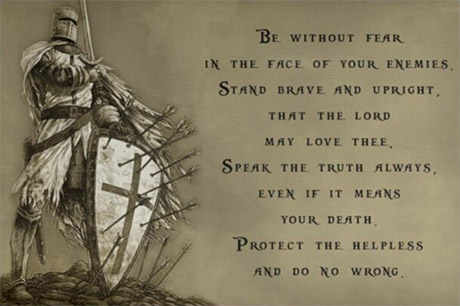 Be without fear
in the face of your enemies.
Stand brave and upright,
that the Lord
may love thee.
Speak the truth always,
even if it means
your death.
Protect the helpless
and do no wrong.